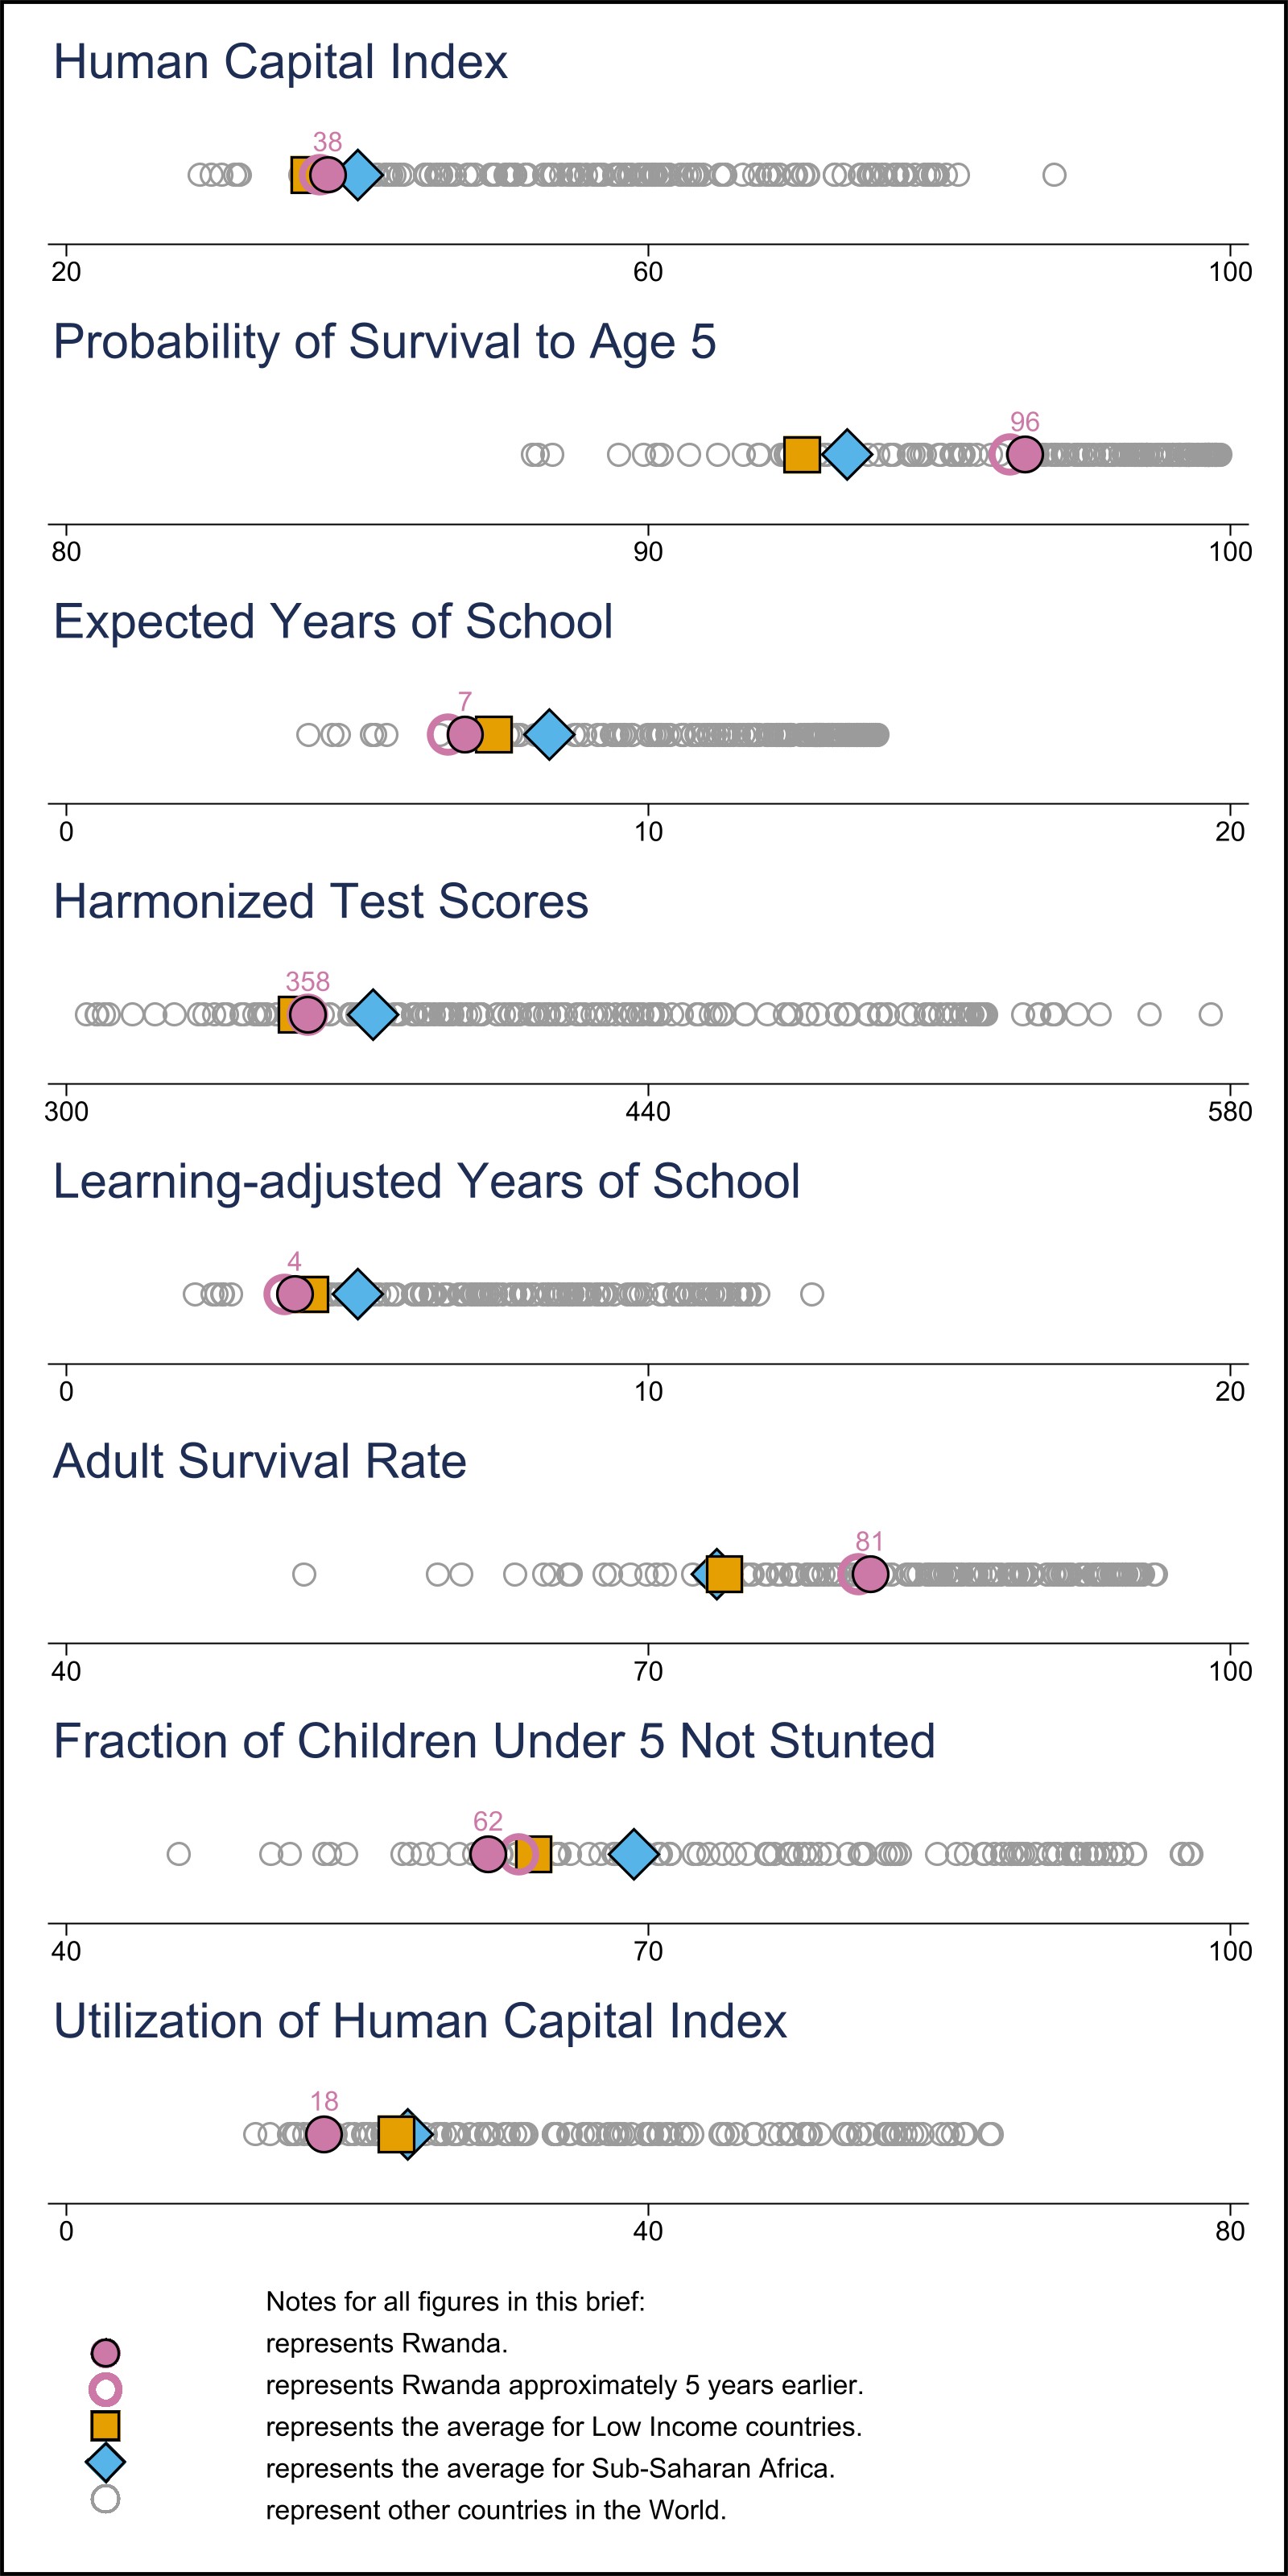 Human Capital Index
38
20 60 100
Probability of Survival to Age 5
96
80 90 100
Expected Years of School
7
0 10 20
Harmonized Test Scores
358
300 440 580
Learning-adjusted Years of School
4
0 10 20
Adult Survival Rate
81
40 70 100
Fraction of Children Under 5 Not Stunted
62
40 70 100
Utilization of Human Capital Index
18
0 40 80
Notes for all figures in this brief:
represents Rwanda.
represents Rwanda approximately 5 years earlier.
represents the average for Low Income countries.
represents the average for Sub-Saharan Africa.
represent other countries in the World.